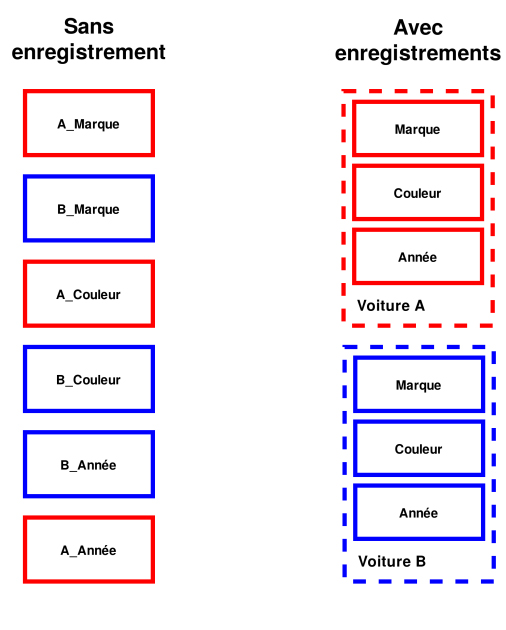 Sans
enregistrement
A_Marque
B_Marque
A_Couleur
B_Couleur
B_Année
A_Année
Avec
enregistrements
Marque
Couleur
Année
Voiture A
Marque
Couleur
Année
Voiture B